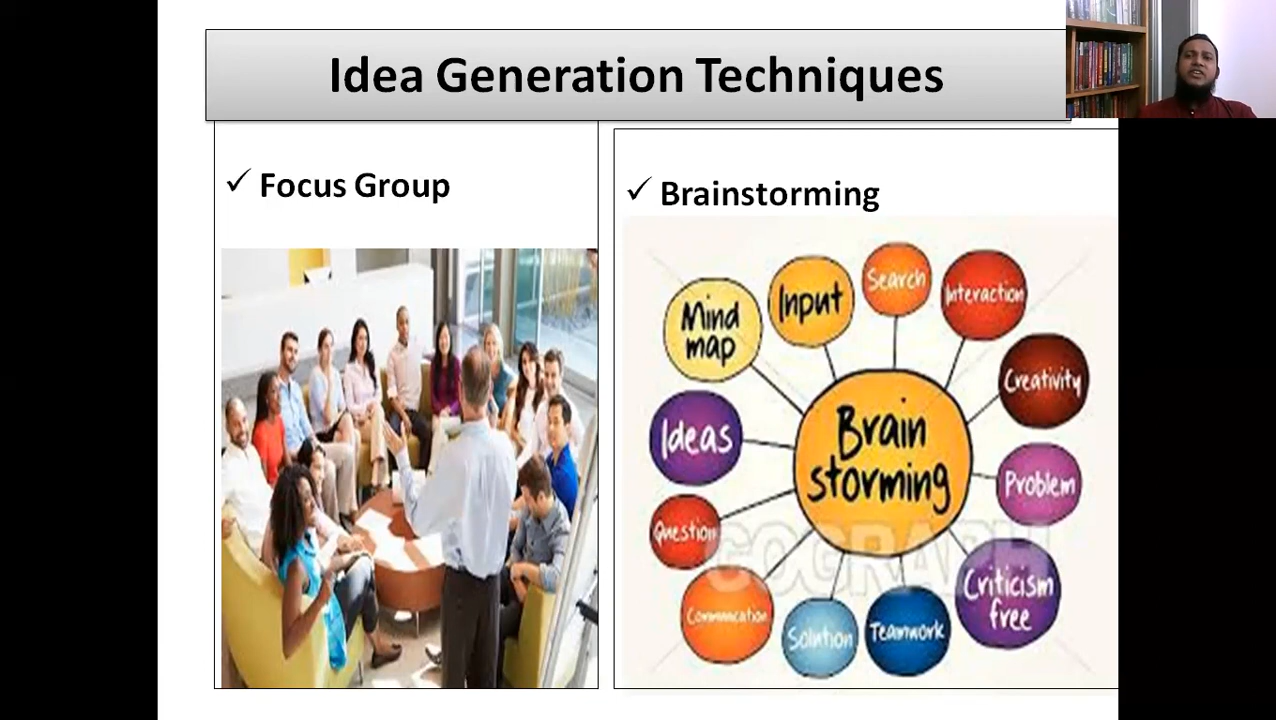 Idea Generation Techniques
✓ Focus Group
✓ Brainstorming
Mind
map
Input
Search
Interaction
Creativity
Ideas
Brain
storming
Problem
Question
Criticism
free
Communication
Solution
Teamwork